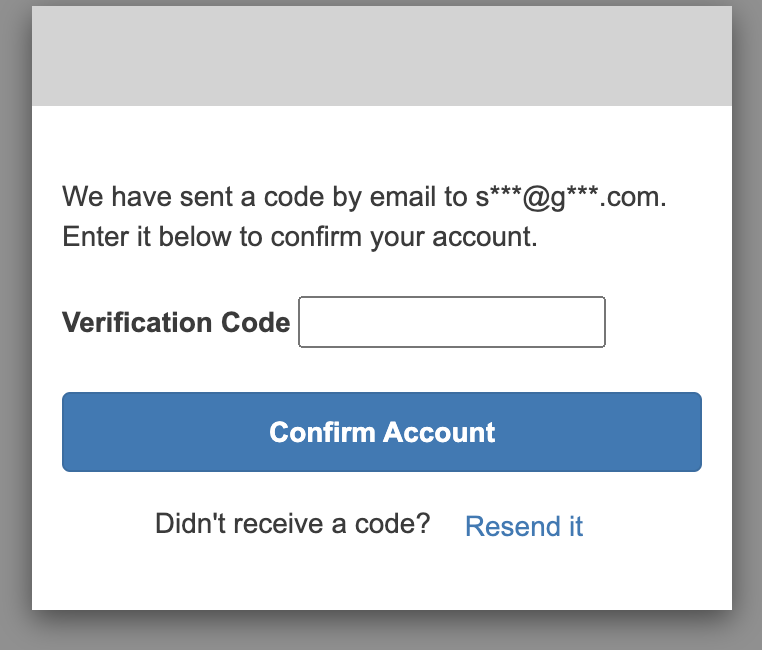 We have sent a code by email to s***@g***.com.
Enter it below to confirm your account.
Verification Code
Confirm Account
Didn't receive a code? Resend it